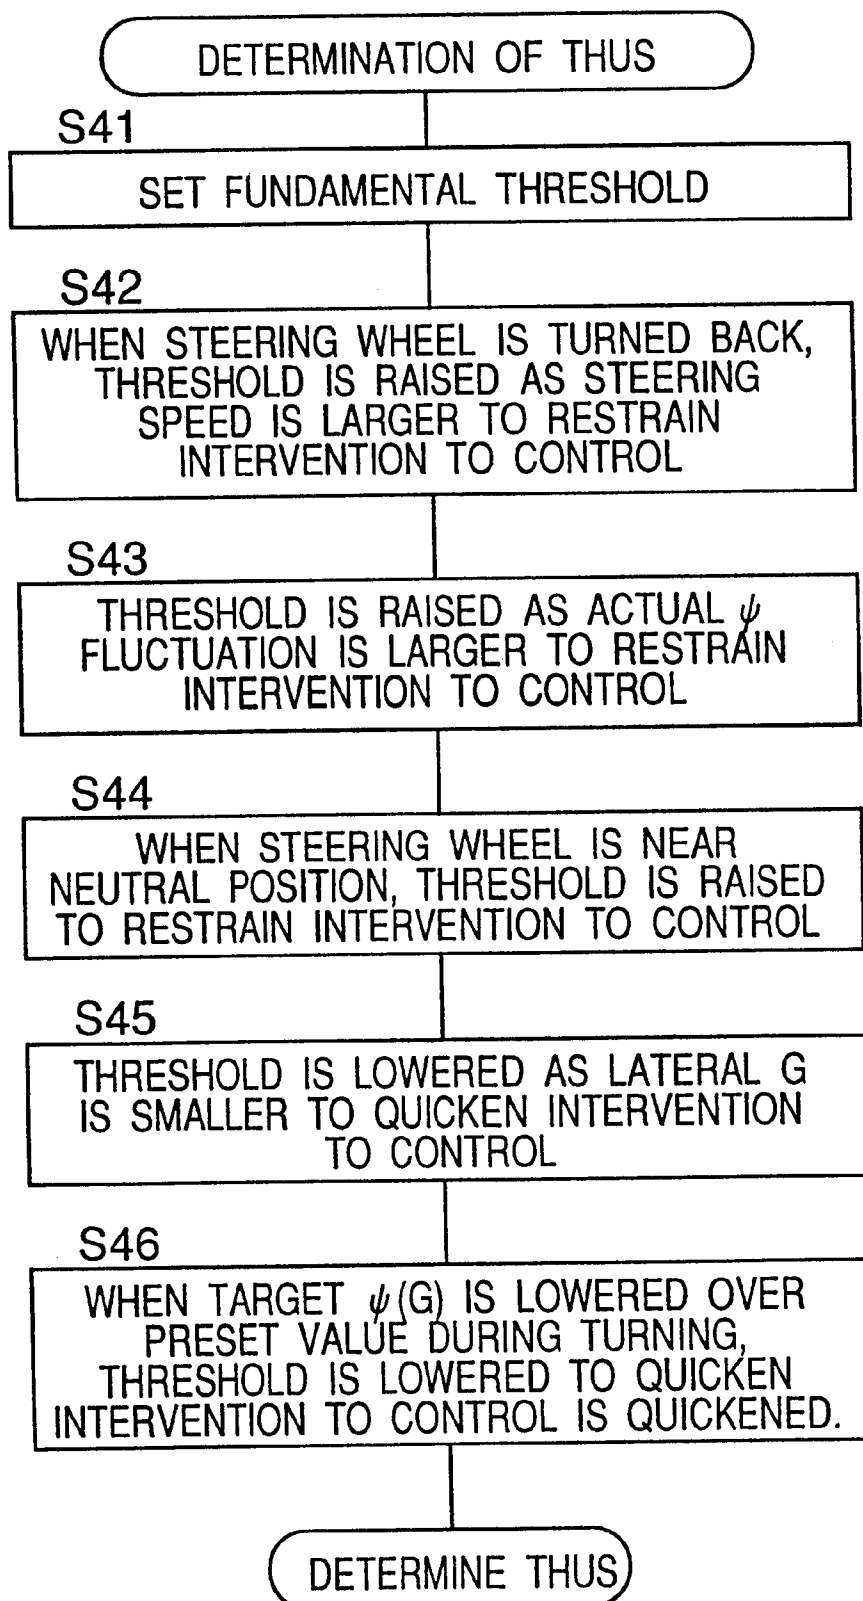 DETERMINATION OF THUS
S41
SET FUNDAMENTAL THRESHOLD
S42
WHEN STEERING WHEEL IS TURNED BACK,
THRESHOLD IS RAISED AS STEERING
SPEED IS LARGER TO RESTRAIN
INTERVENTION TO CONTROL
S43
THRESHOLD IS RAISED AS ACTUAL ψ
FLUCTUATION IS LARGER TO RESTRAIN
INTERVENTION TO CONTROL
S44
WHEN STEERING WHEEL IS NEAR
NEUTRAL POSITION, THRESHOLD IS RAISED
TO RESTRAIN INTERVENTION TO CONTROL
S45
THRESHOLD IS LOWERED AS LATERAL G
IS SMALLER TO QUICKEN INTERVENTION
TO CONTROL
S46
WHEN TARGET ψ(G) IS LOWERED OVER
PRESET VALUE DURING TURNING,
THRESHOLD IS LOWERED TO QUICKEN
INTERVENTION TO CONTROL IS QUICKENED.
DETERMINE THUS